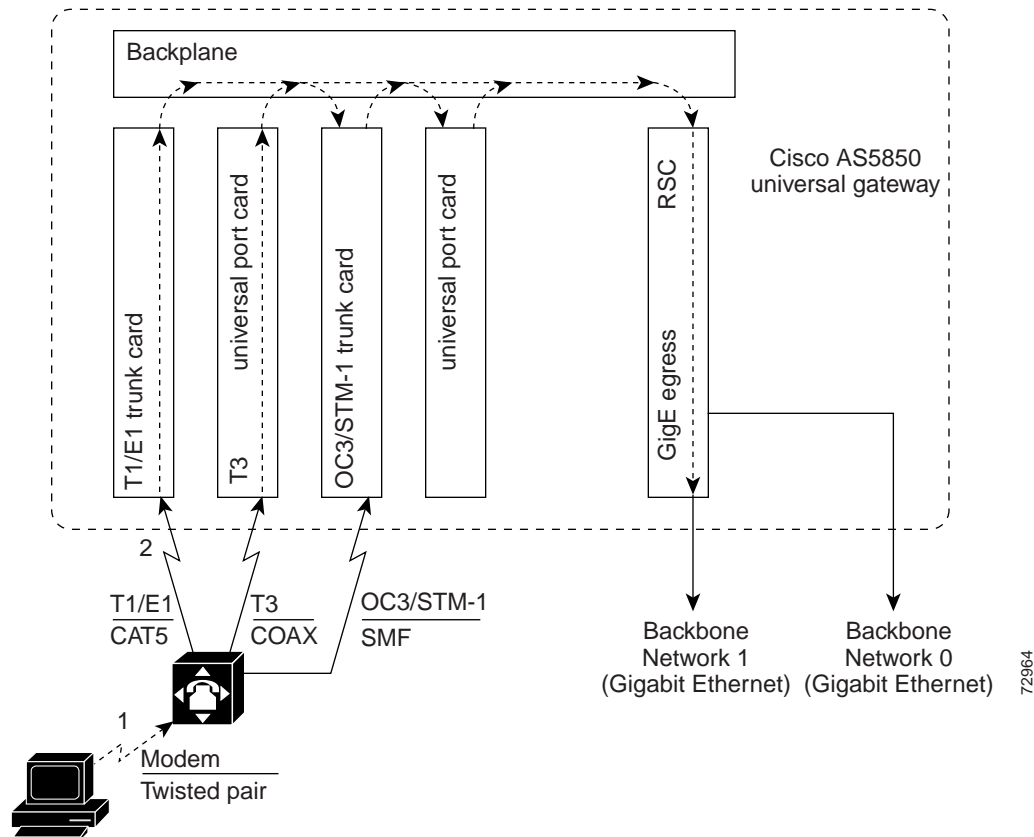 Backplane
T1/E1 trunk card
T3
universal port card
OC3/STM-1 trunk card
universal port card
GigE egress
RSC
Cisco AS5850
universal gateway
2
T1/E1
CAT5
T3
COAX
OC3/STM-1
SMF
1
Modem
Twisted pair
Backbone
Network 1
(Gigabit Ethernet)
Backbone
Network 0
(Gigabit Ethernet)
72964